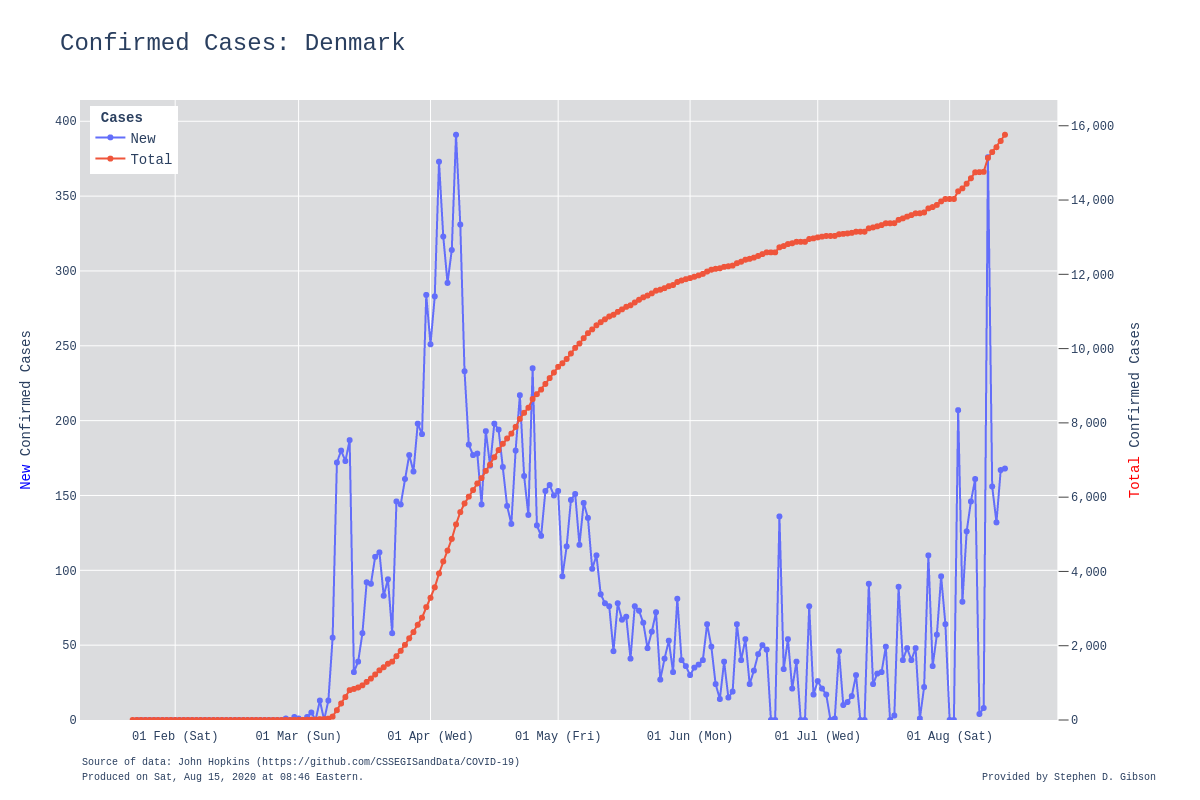 Confirmed Cases: Denmark
Cases
New
Total
400
350
300
250
200
150
100
50
0
16,000
14,000
12,000
10,000
8,000
6,000
4,000
2,000
0
New Confirmed Cases
Total Confirmed Cases
01 Feb (Sat) 01 Mar (Sun) 01 Apr (Wed) 01 May (Fri) 01 Jun (Mon) 01 Jul (Wed) 01 Aug (Sat)
Source of data: John Hopkins (https://github.com/CSSEGISandData/COVID-19)
Produced on Sat, Aug 15, 2020 at 08:46 Eastern.
Provided by Stephen D. Gibson